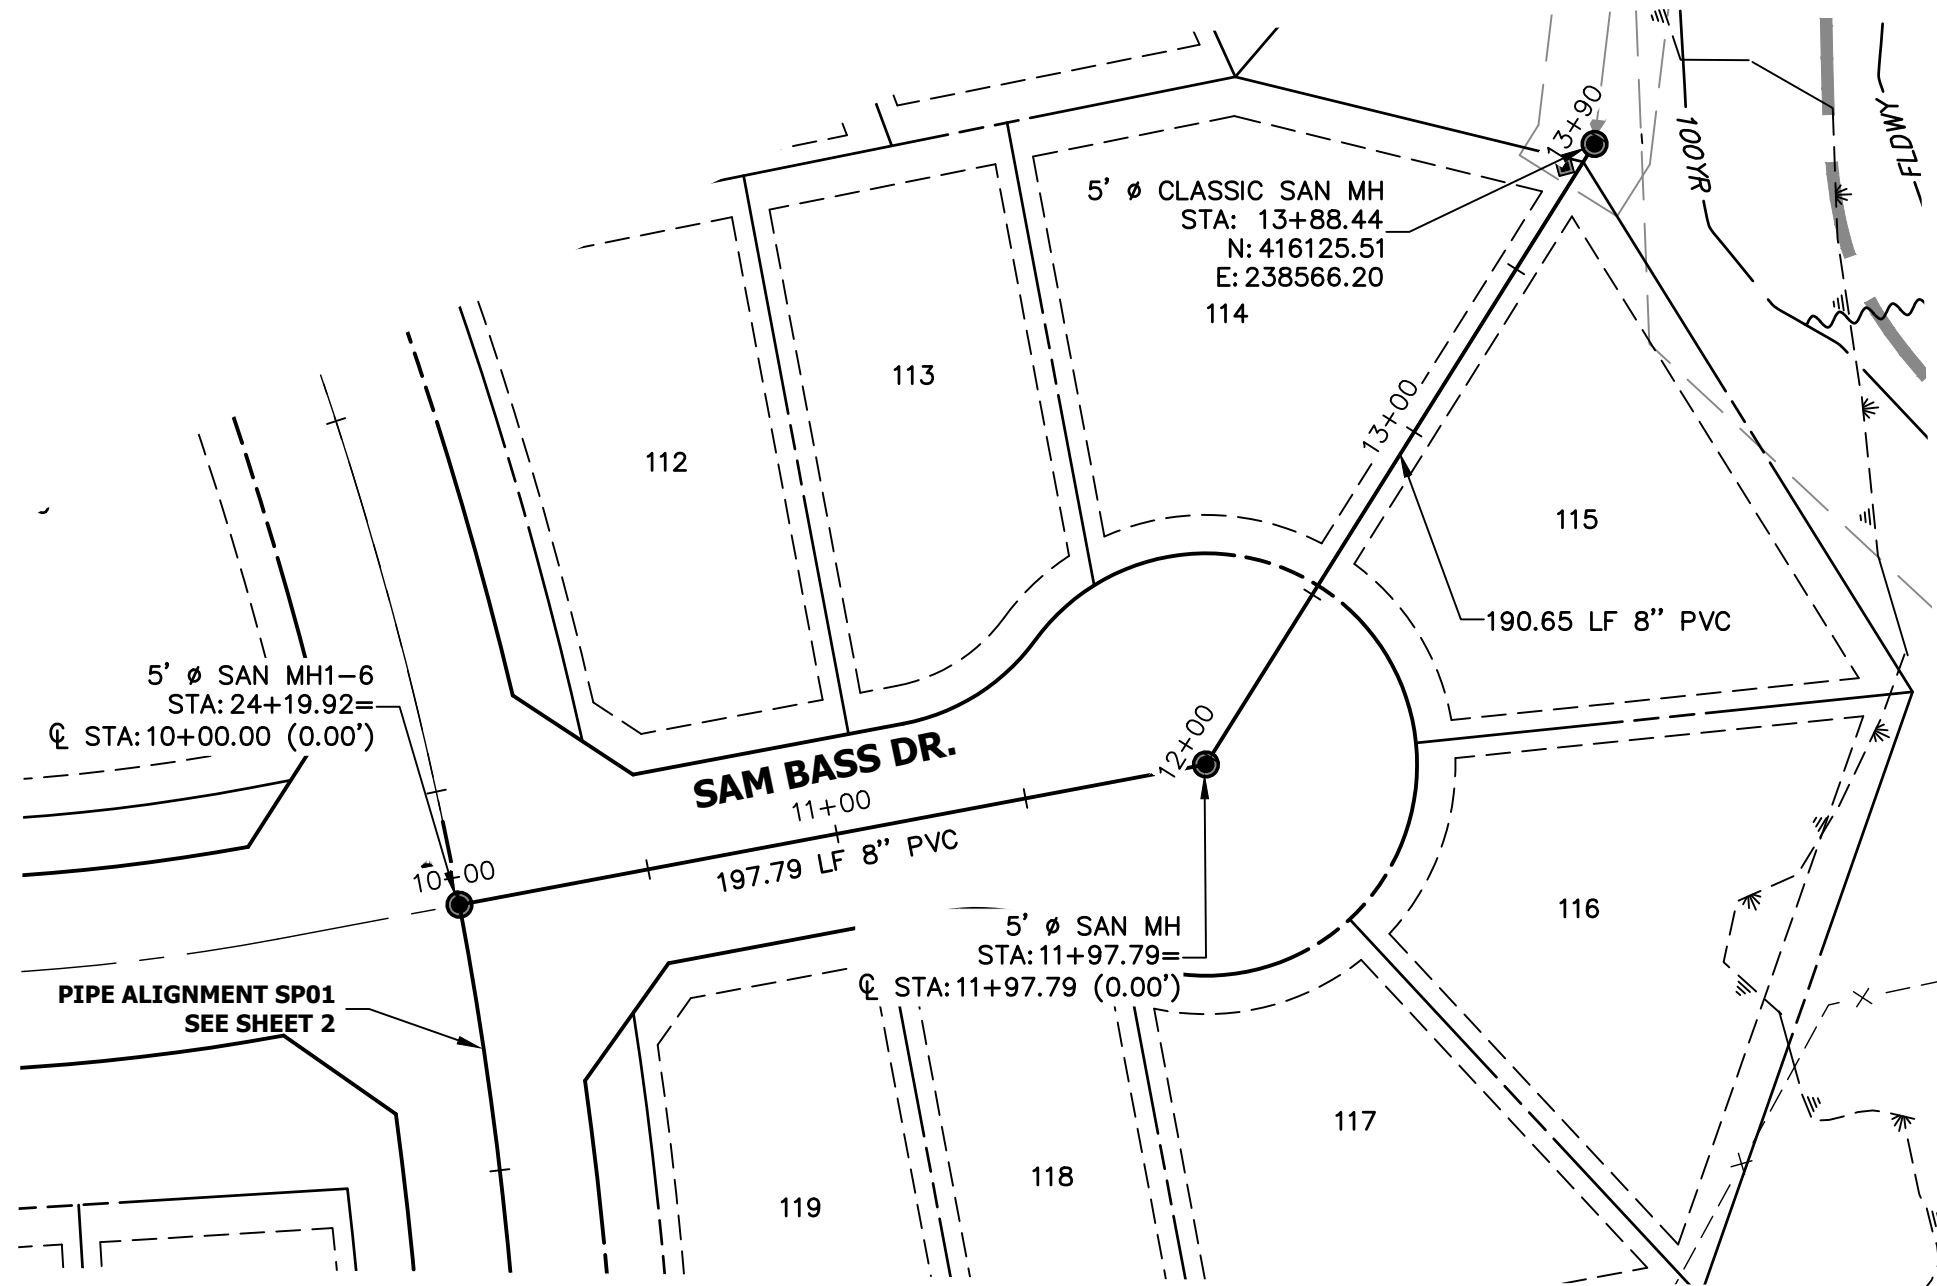 13+90
100YR
FLDWY
5' ø CLASSIC SAN MH
STA: 13+88.44
N:416125.51
E:238566.20
114
113
13+00
112
115
190.65 LF 8" PVC
5' ø SAN MH1-6
STA:24+19.92=
℄ STA:10+00.00 (0.00')
12+00
SAM BASS DR.
11+00
197.79 LF 8" PVC
10+00
116
5' ø SAN MH
STA:11+97.79=
℄ STA:11+97.79 (0.00')
PIPE ALIGNMENT SP01
SEE SHEET 2
117
118
119